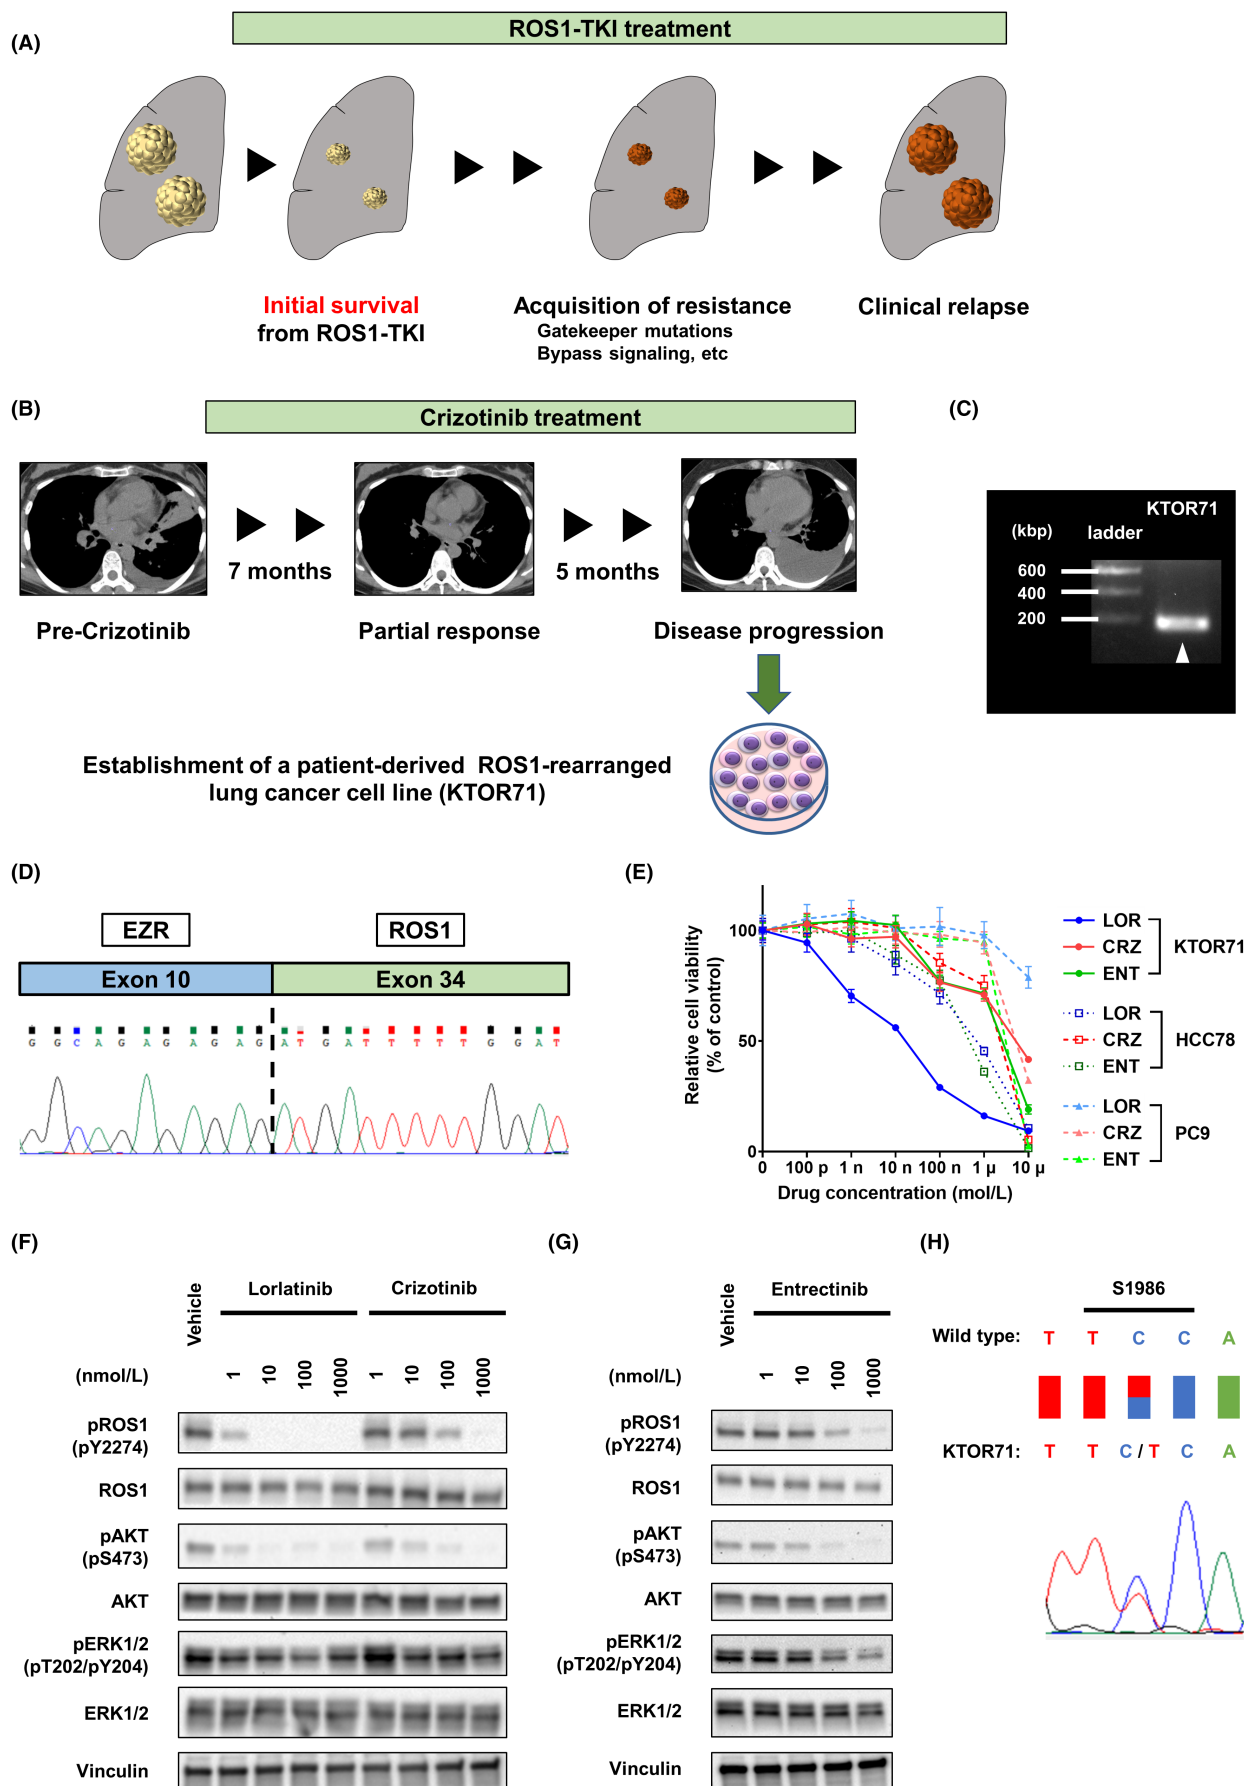 (A)
ROS1-TKI treatment
Initial survival
from ROS1-TKI
Acquisition of resistance
Gatekeeper mutations
Bypass signaling, etc
Clinical relapse
(B)
Crizotinib treatment
7 months
5 months
Pre-Crizotinib
Partial response
Disease progression
Establishment of a patient-derived ROS1-rearranged
lung cancer cell line (KTOR71)
(C)
KTOR71
(kbp)
ladder
600
400
200
(D)
EZR
ROS1
Exon 10
Exon 34
G G C A G A G A G A G A T G A T T T T T G G A T
(E)
Relative cell viability
(% of control)
100
50
0
0 100 p 1 n 10 n 100 n 1 µ 10 µ
Drug concentration (mol/L)
LOR
CRZ
ENT
KTOR71
LOR
CRZ
ENT
HCC78
LOR
CRZ
ENT
PC9
(F)
Vehicle
Lorlatinib
Crizotinib
(nmol/L)
1 10 100 1000 1 10 100 1000
pROS1
(pY2274)
ROS1
pAKT
(pS473)
AKT
pERK1/2
(pT202/pY204)
ERK1/2
Vinculin
(G)
Vehicle
Entrectinib
(nmol/L)
1 10 100 1000
pROS1
(pY2274)
ROS1
pAKT
(pS473)
AKT
pERK1/2
(pT202/pY204)
ERK1/2
Vinculin
(H)
S1986
Wild type: T T C C A
KTOR71: T T C / T C A